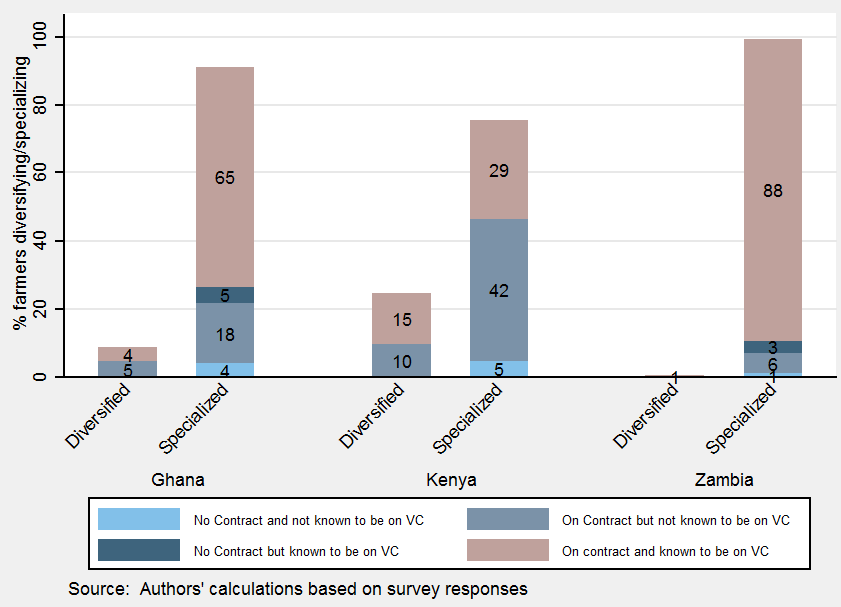 % farmers diversifying/specializing
100
80
60
40
20
0
4
5
65
5
18
4
15
10
29
42
5
1
88
3
6
1
Diversified
Specialized
Diversified
Specialized
Diversified
Specialized
Ghana
Kenya
Zambia
No Contract and not known to be on VC
On Contract but not known to be on VC
No Contract but known to be on VC
On contract and known to be on VC
Source:  Authors' calculations based on survey responses